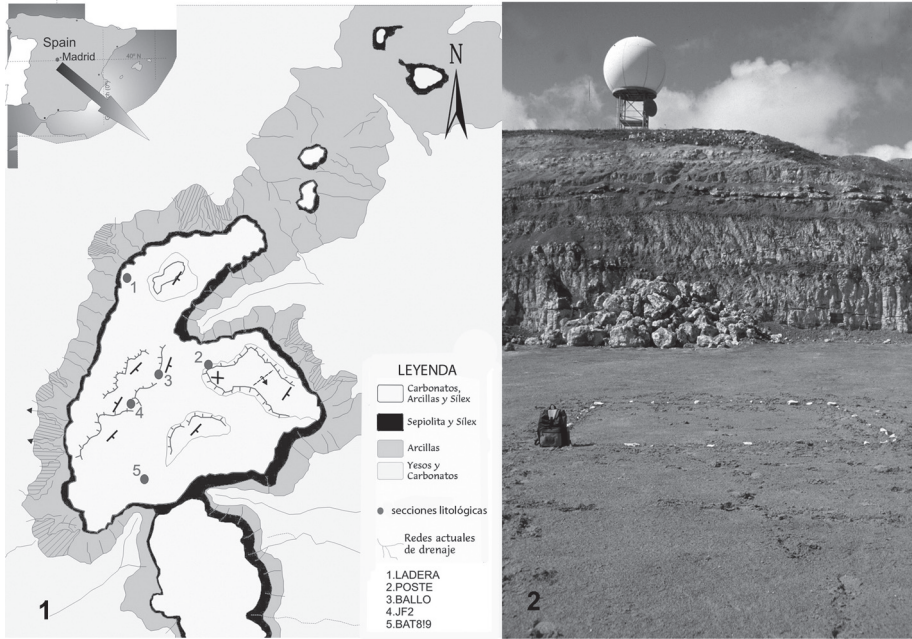 Spain
Madrid
40º N
N
1
2
3
4
5
LEYENDA
Carbonatos,
Arcillas y Sílex
Sepiolita y Sílex
Arcillas
Yesos y
Carbonatos
secciones litológicas
Redes actuales
de drenaje
1.LADERA
2.POSTE
3.BALLO
4.JF2
5.BAT8!9
1
2